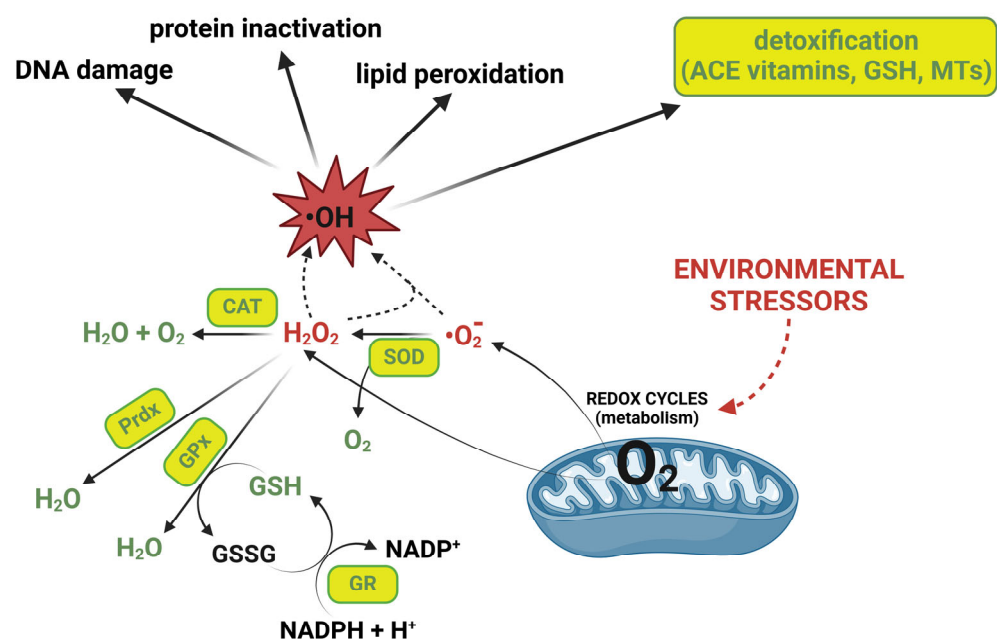 protein inactivation
DNA damage
lipid peroxidation
detoxification
(ACE vitamins, GSH, MTs)
•OH
ENVIRONMENTAL
STRESSORS
CAT
H₂O + O₂
H₂O₂
•O₂⁻
SOD
REDOX CYCLES
(metabolism)
Prdx
GPx
O₂
O₂
GSH
H₂O
H₂O
GSSG
NADP⁺
GR
NADPH + H⁺